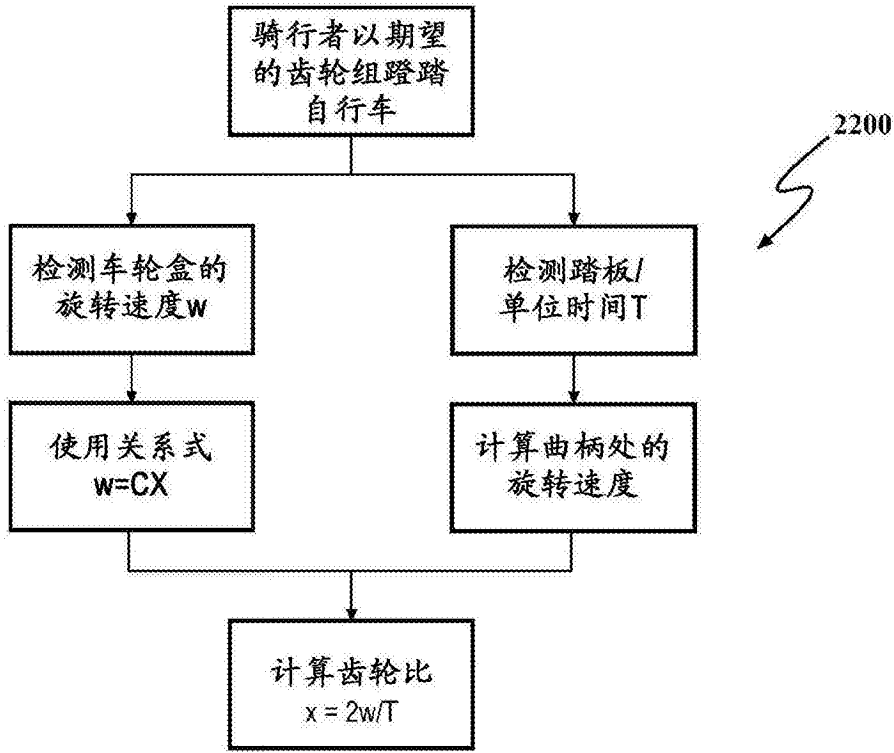 骑行者以期望
的齿轮组蹬踏
自行车
2200
检测车轮盒的
旋转速度w
检测踏板/
单位时间T
使用关系式
w=CX
计算曲柄处的
旋转速度
计算齿轮比
x = 2w/T